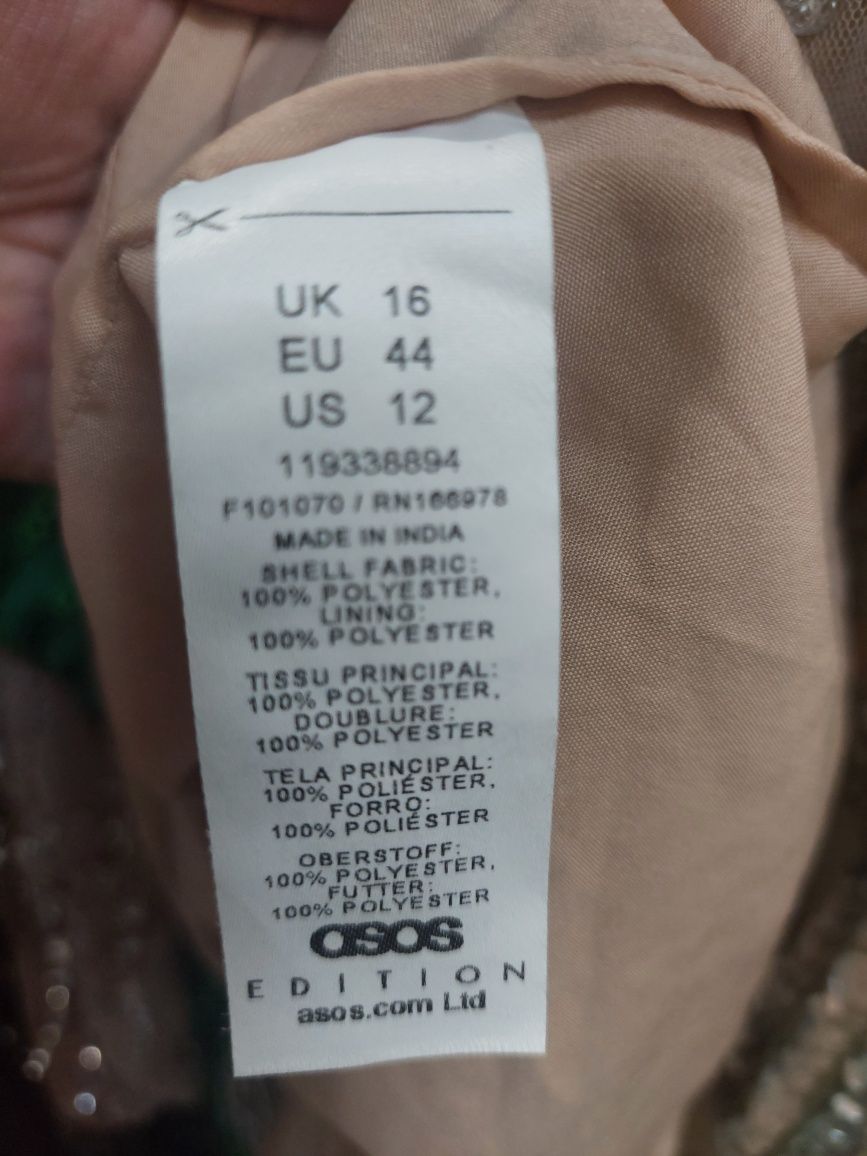 UK 16
EU 44
US 12
119338894
F101070 / RN166978
MADE IN INDIA
SHELL FABRIC:
100% POLYESTER,
LINING:
100% POLYESTER
TISSU PRINCIPAL:
100% POLYESTER,
DOUBLURE:
100% POLYESTER
TELA PRINCIPAL:
100% POLIÉSTER,
FORRO:
100% POLIÉSTER
OBERSTOFF:
100% POLYESTER,
FUTTER:
100% POLYESTER
asos
EDITION
asos.com Ltd